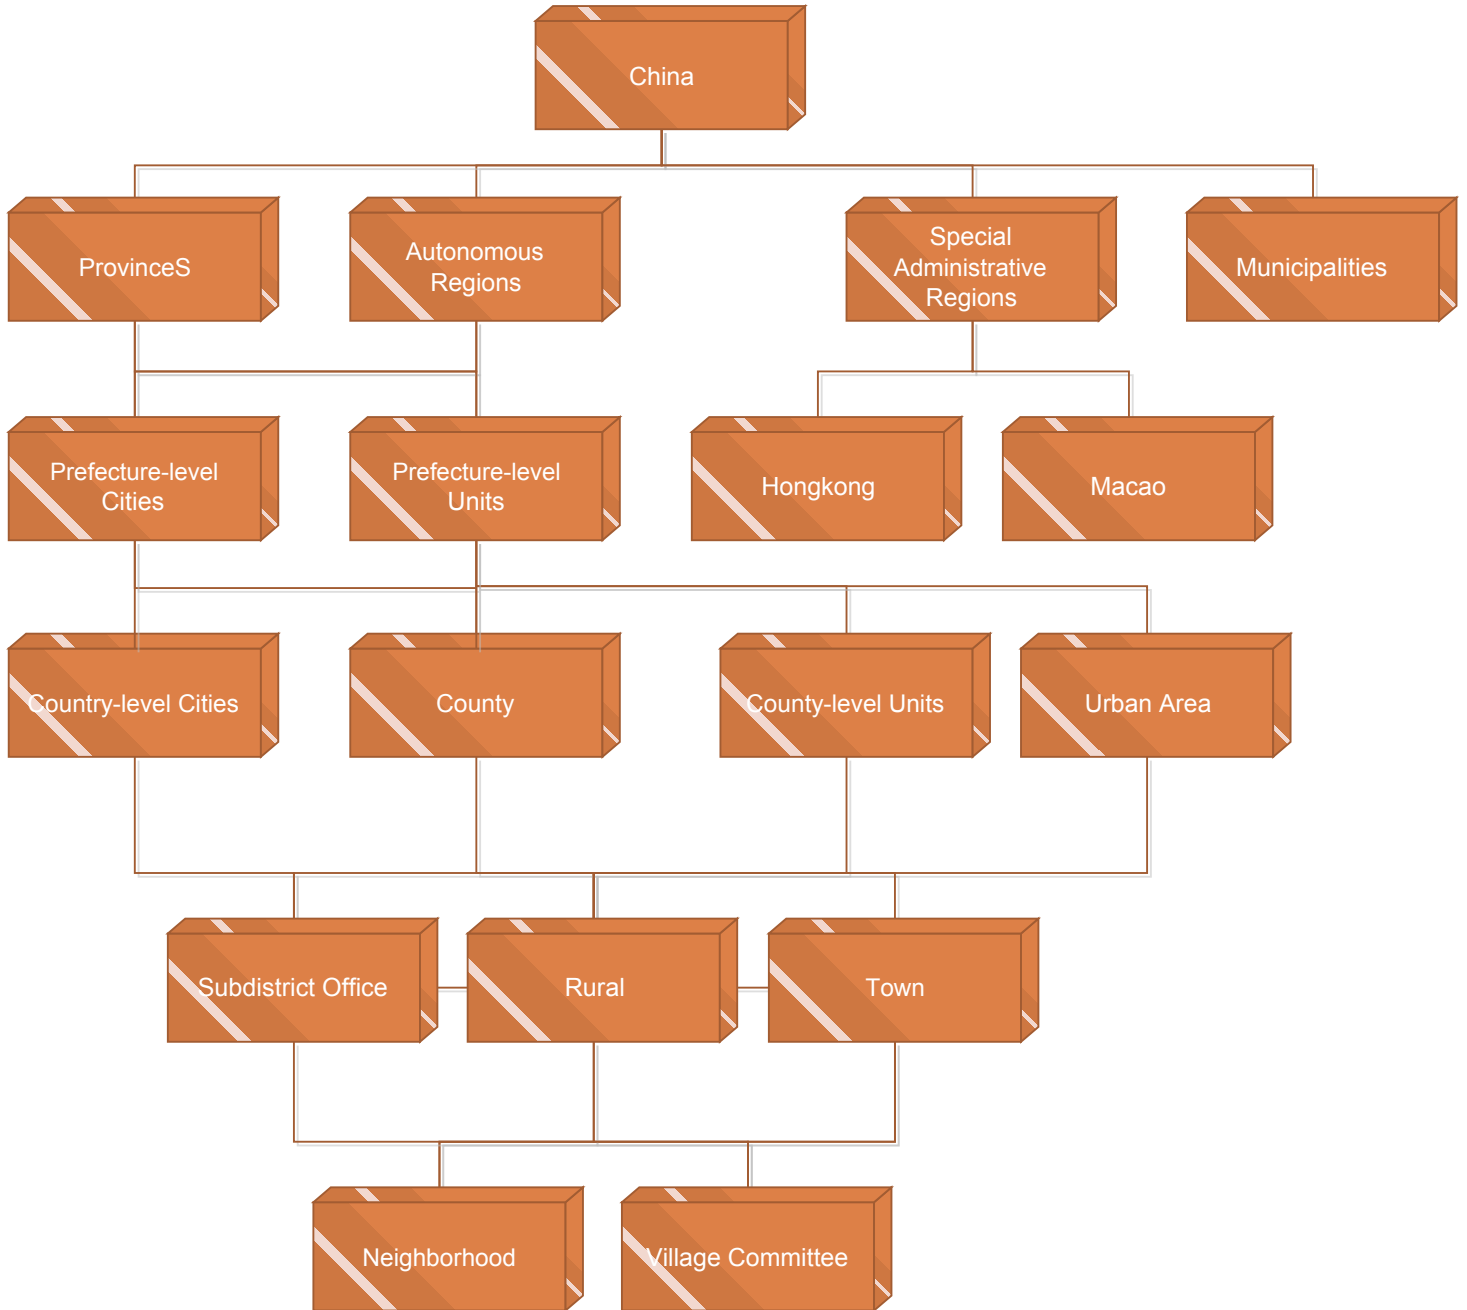 China
ProvinceS
Autonomous
Regions
Special
Administrative
Regions
Municipalities
Prefecture-level
Cities
Prefecture-level
Units
Hongkong
Macao
Country-level Cities
County
County-level Units
Urban Area
Subdistrict Office
Rural
Town
Neighborhood
Village Committee